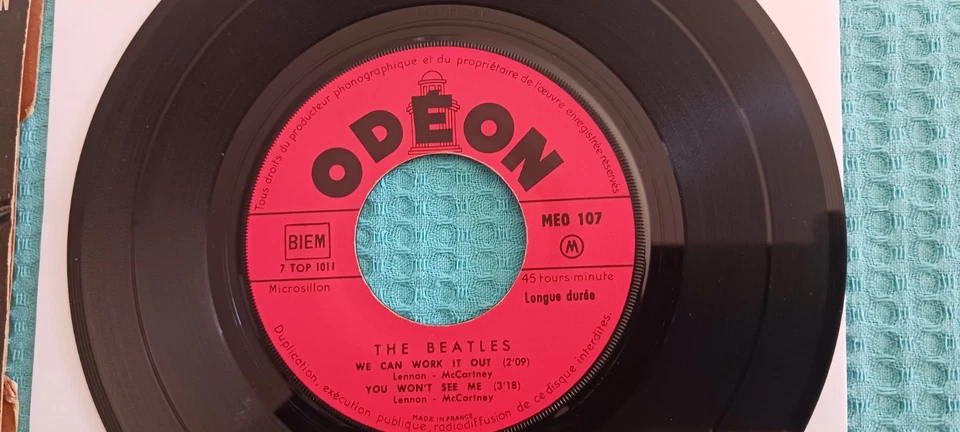 Tous droits du producteur phonographique et du propriétaire de l'œuvre enregistrée réservés
ODÉON
BIEM
7 TOP 1011
MEO 107
M
Microsillon
45 tours-minute
Longue durée
THE BEATLES
WE CAN WORK IT OUT (2'09)
Lennon - McCartney
YOU WON'T SEE ME (3'18)
Lennon - McCartney
Duplication, exécution publique, radiodiffusion de ce disque interdites.
MADE IN FRANCE